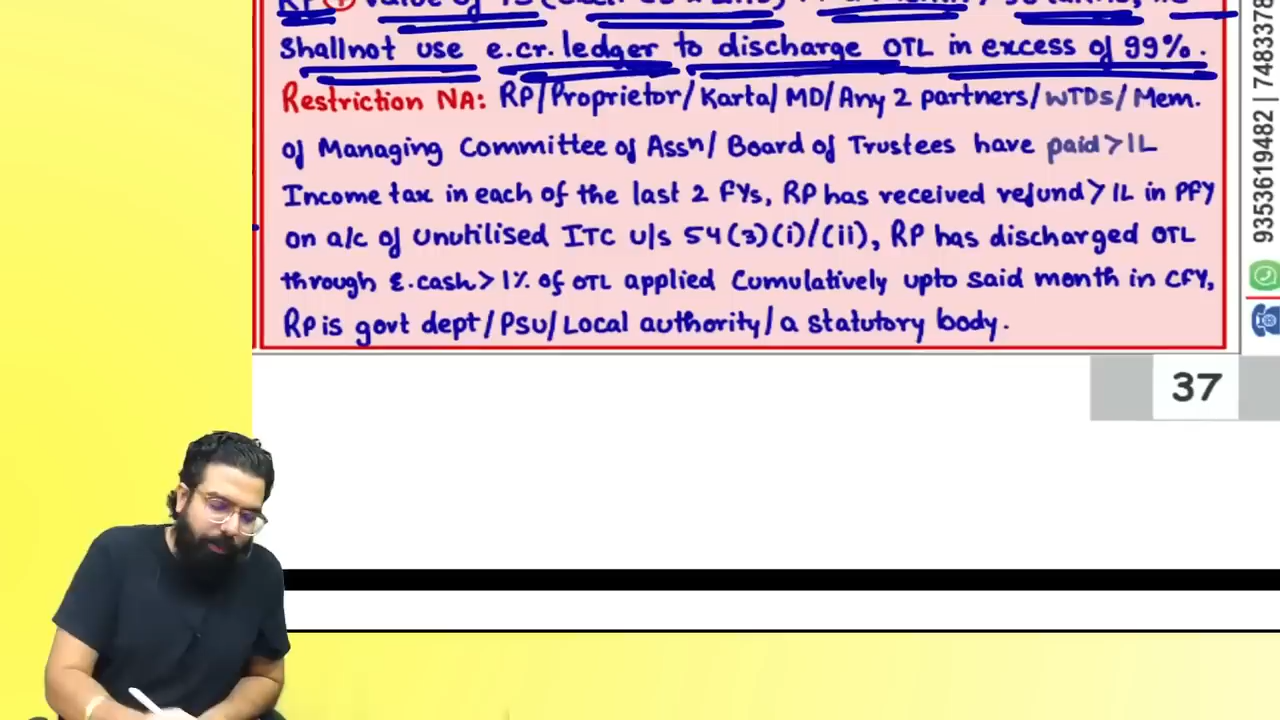 shall not use e.cr. ledger to discharge OTL in excess of 99%.
Restriction NA: RP/Proprietor/Karta/MD/Any 2 partners/WTDs/Mem.
of Managing Committee of Assn/ Board of Trustees have paid > 1L
Income tax in each of the last 2 FYs, RP has received refund > 1L in PFY
on a/c of unutilised ITC u/s 54(3)(i)/(ii), RP has discharged OTL
through E.cash > 1% of OTL applied Cumulatively upto said month in CFY,
RP is govt dept/PSU/Local authority/a statutory body.
37
9353619482 | 74833378